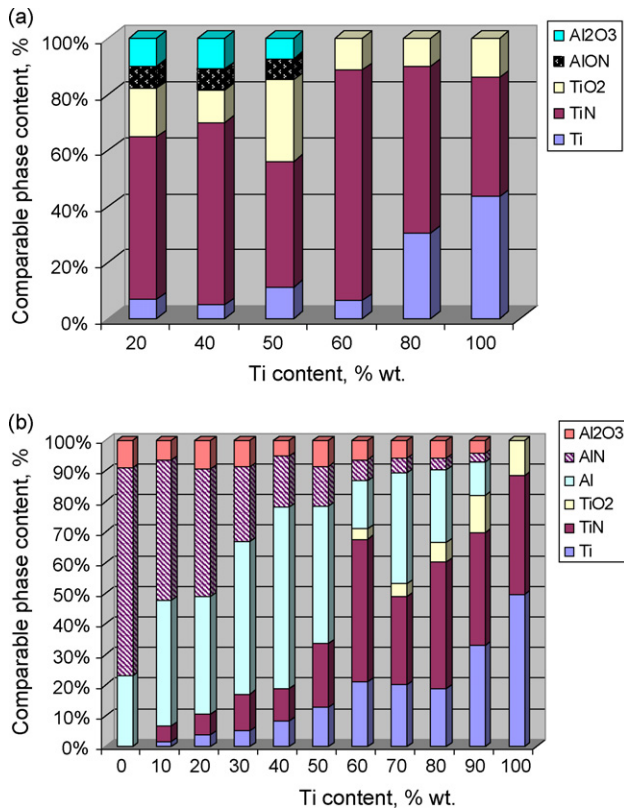 (a)
Comparable phase content, %
100%
80%
60%
40%
20%
0%
20 40 50 60 80 100
Ti content, % wt.
Al2O3
AlON
TiO2
TiN
Ti
(b)
Comparable phase content, %
100%
90%
80%
70%
60%
50%
40%
30%
20%
10%
0%
0 10 20 30 40 50 60 70 80 90 100
Ti content, % wt.
Al2O3
AlN
Al
TiO2
TiN
Ti